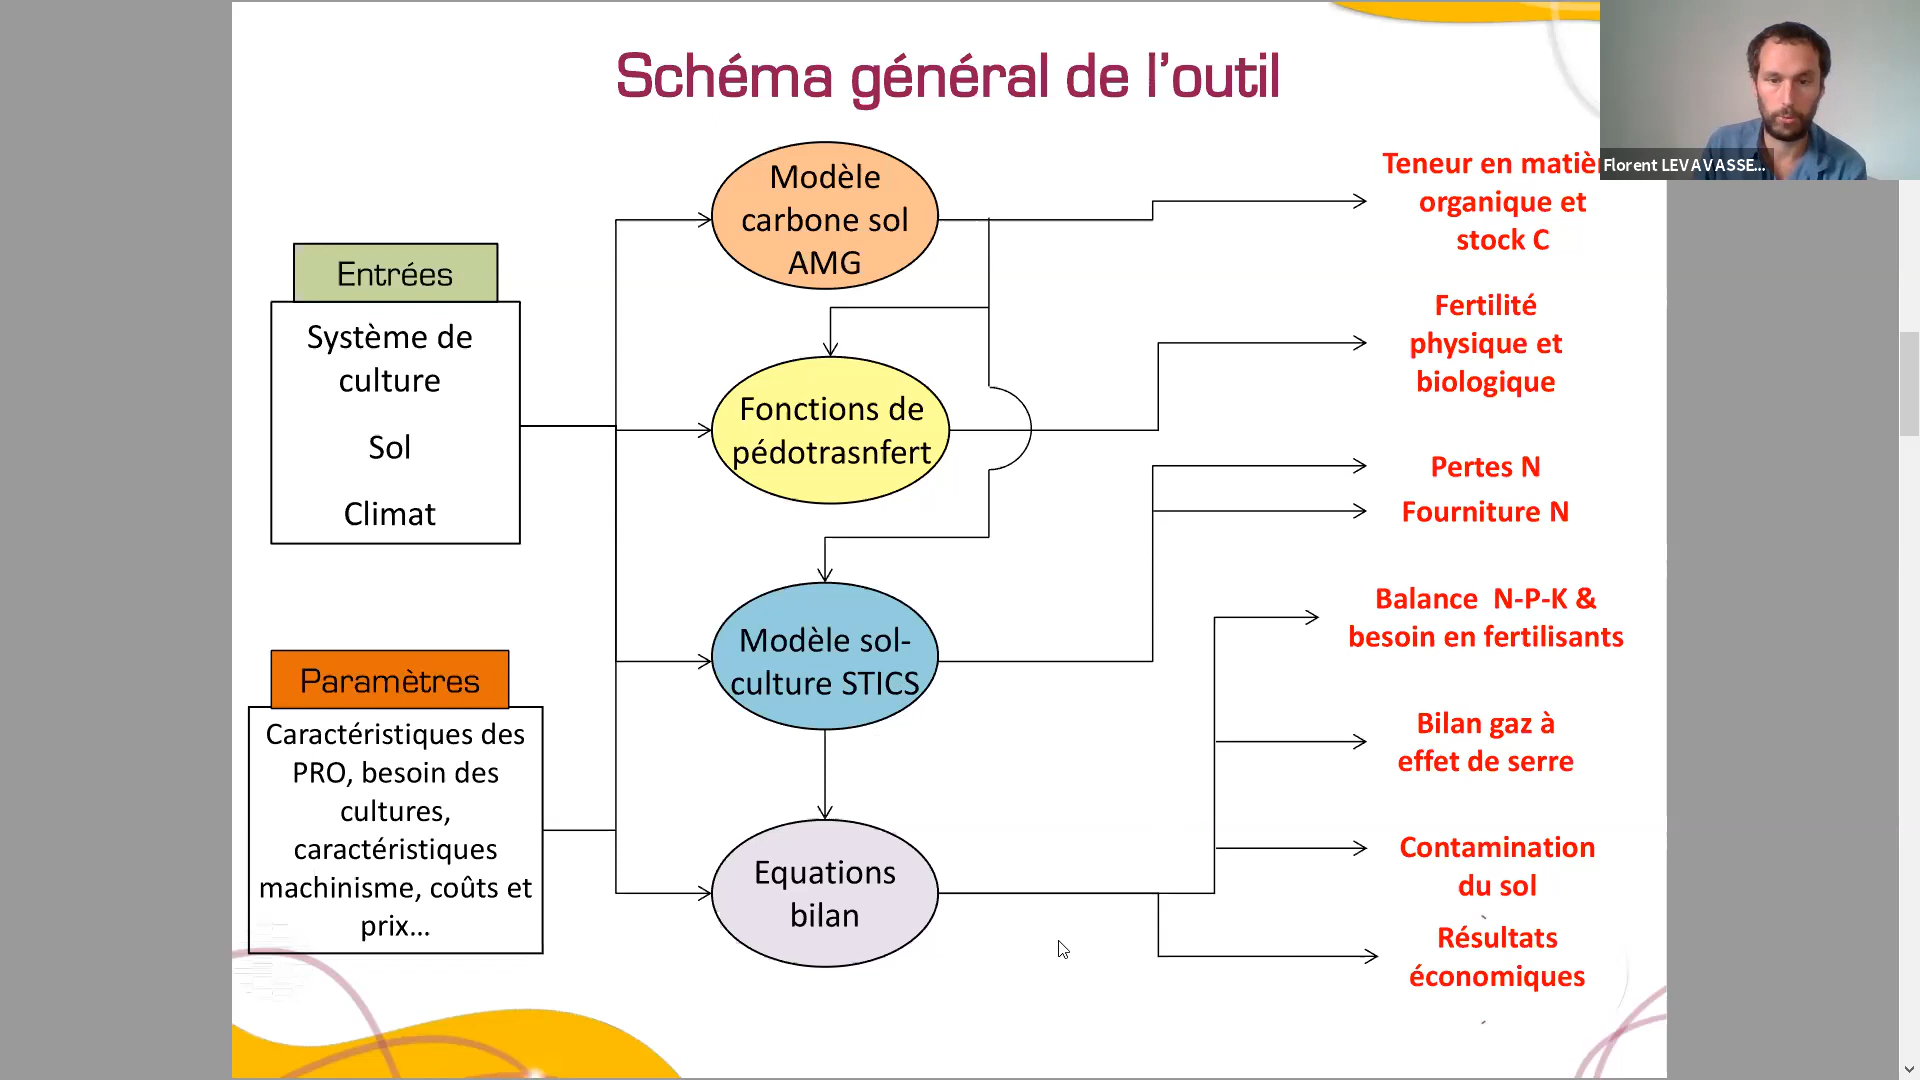 Schéma général de l'outil
Florent LEVAVASSE...
Entrées
Système de
culture
Sol
Climat
Paramètres
Caractéristiques des
PRO, besoin des
cultures,
caractéristiques
machinisme, coûts et
prix...
Modèle
carbone sol
AMG
Fonctions de
pédotrasnfert
Modèle sol-
culture STICS
Equations
bilan
Teneur en matièr
organique et
stock C
Fertilité
physique et
biologique
Pertes N
Fourniture N
Balance N-P-K &
besoin en fertilisants
Bilan gaz à
effet de serre
Contamination
du sol
Résultats
économiques